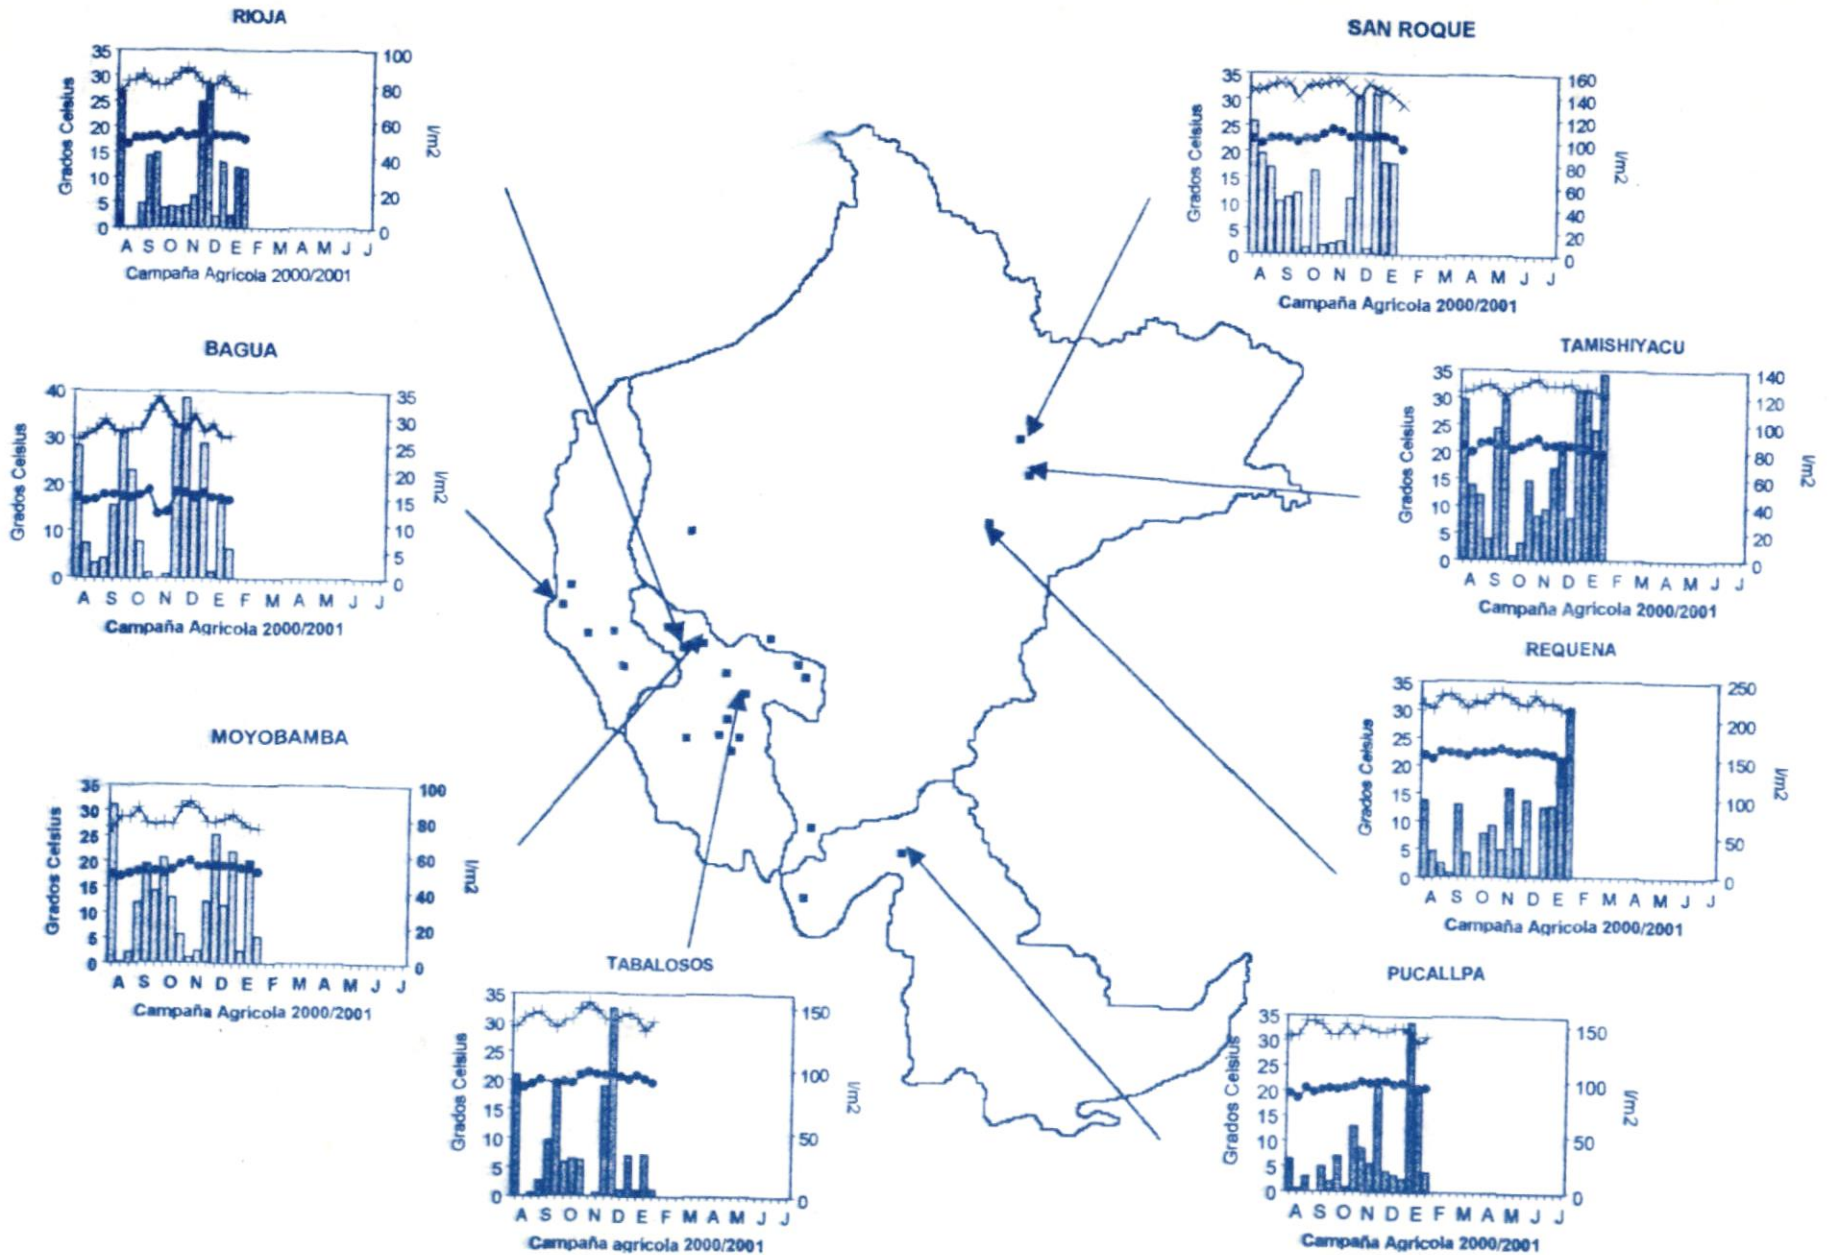 RIOJA
35
30
25
20
15
10
5
0
Grados Celsius
100
80
60
40
20
0
l/m2
A S O N D E F M A M J J
Campaña Agricola 2000/2001
SAN ROQUE
35
30
25
20
15
10
5
0
Grados Celsius
160
140
120
100
80
60
40
20
0
l/m2
A S O N D E F M A M J J
Campaña Agricola 2000/2001
BAGUA
40
30
20
10
0
Grados Celsius
35
30
25
20
15
10
5
0
l/m2
A S O N D E F M A M J J
Campaña Agricola 2000/2001
TAMISHIYACU
35
30
25
20
15
10
5
0
Grados Celsius
140
120
100
80
60
40
20
0
l/m2
A S O N D E F M A M J J
Campaña Agricola 2000/2001
MOYOBAMBA
35
30
25
20
15
10
5
0
Grados Celsius
100
80
60
40
20
0
l/m2
A S O N D E F M A M J J
Campaña Agricola 2000/2001
REQUENA
35
30
25
20
15
10
5
0
Grados Celsius
250
200
150
100
50
0
l/m2
A S O N D E F M A M J J
Campaña Agricola 2000/2001
TABALOSOS
35
30
25
20
15
10
5
0
Grados Celsius
150
100
50
0
l/m2
A S O N D E F M A M J J
Campaña agricola 2000/2001
PUCALLPA
35
30
25
20
15
10
5
0
Grados Celsius
150
100
50
0
l/m2
A S O N D E F M A M J J
Campaña Agricola 2000/2001